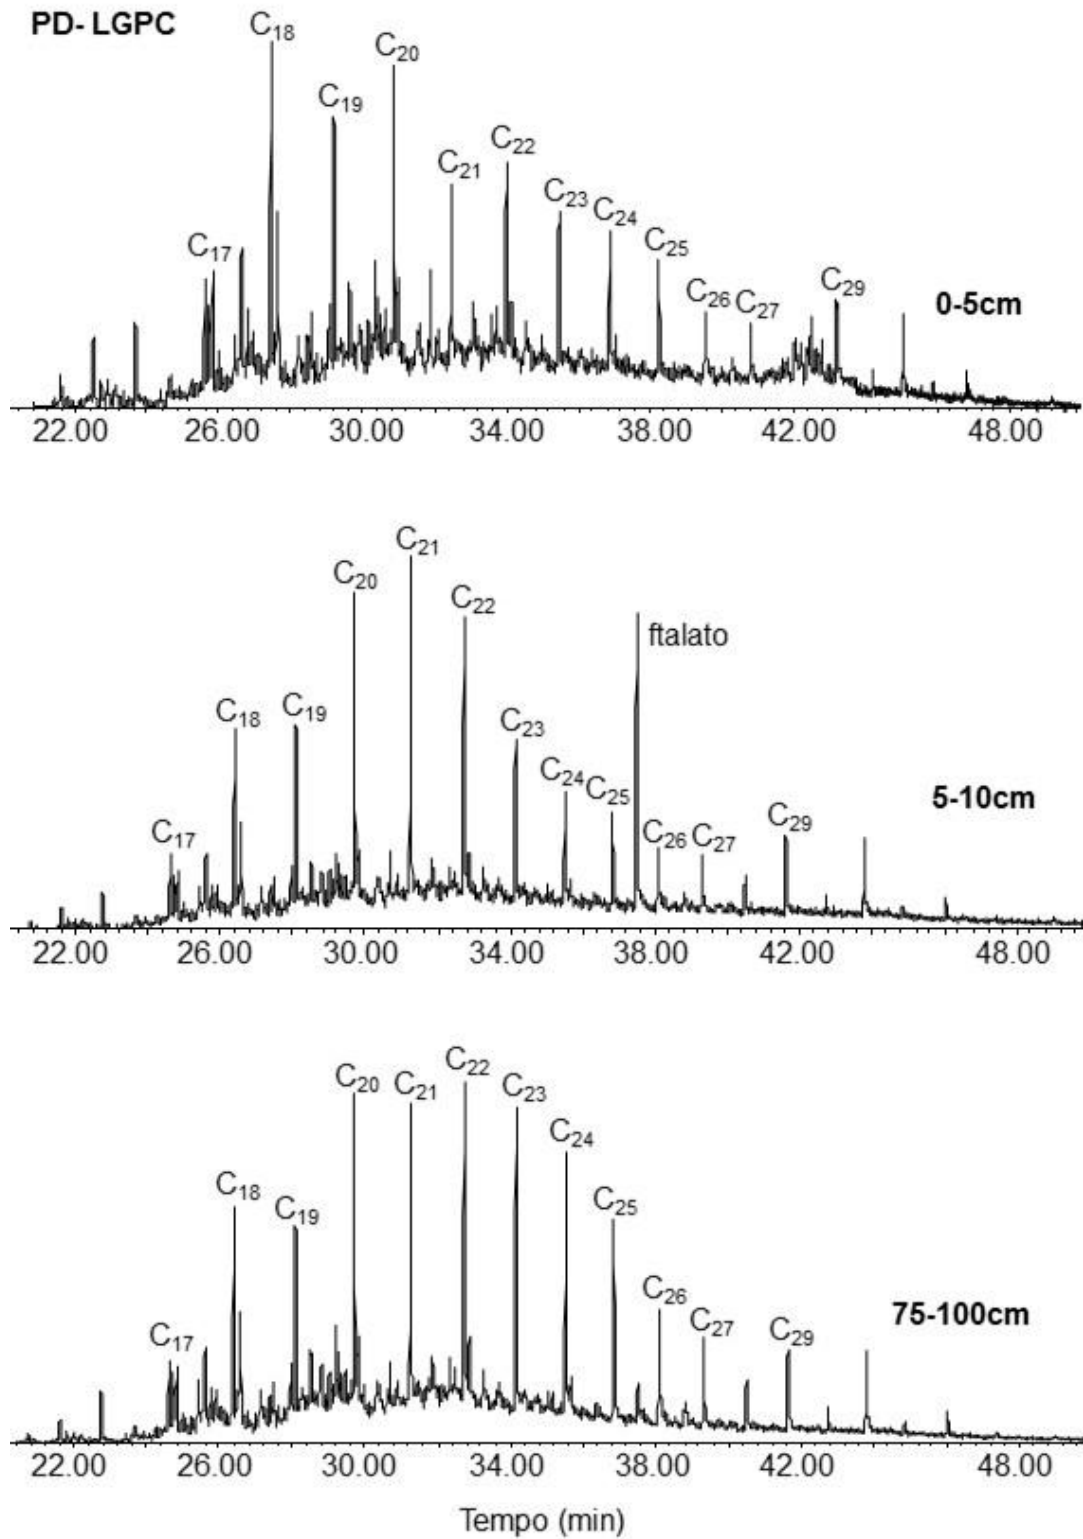 PD- LGPC
C18
C20
C19
C22
C21
C23
C24
C17
C25
C29
C26 C27
0-5cm
22.00 26.00 30.00 34.00 38.00 42.00 48.00
C21
C20
C22
ftalato
C18 C19
C23
C24 C25
5-10cm
C17
C26 C27 C29
22.00 26.00 30.00 34.00 38.00 42.00 48.00
C22
C20 C21 C23
C24
C18
C19
C25
C26
75-100cm
C17 C27 C29
22.00 26.00 30.00 34.00 38.00 42.00 48.00
Tempo (min)